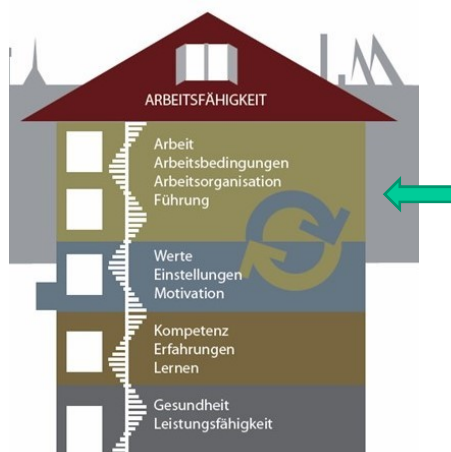 ARBEITSFÄHIGKEIT
Arbeit
Arbeitsbedingungen
Arbeitsorganisation
Führung
Werte
Einstellungen
Motivation
Kompetenz
Erfahrungen
Lernen
Gesundheit
Leistungsfähigkeit